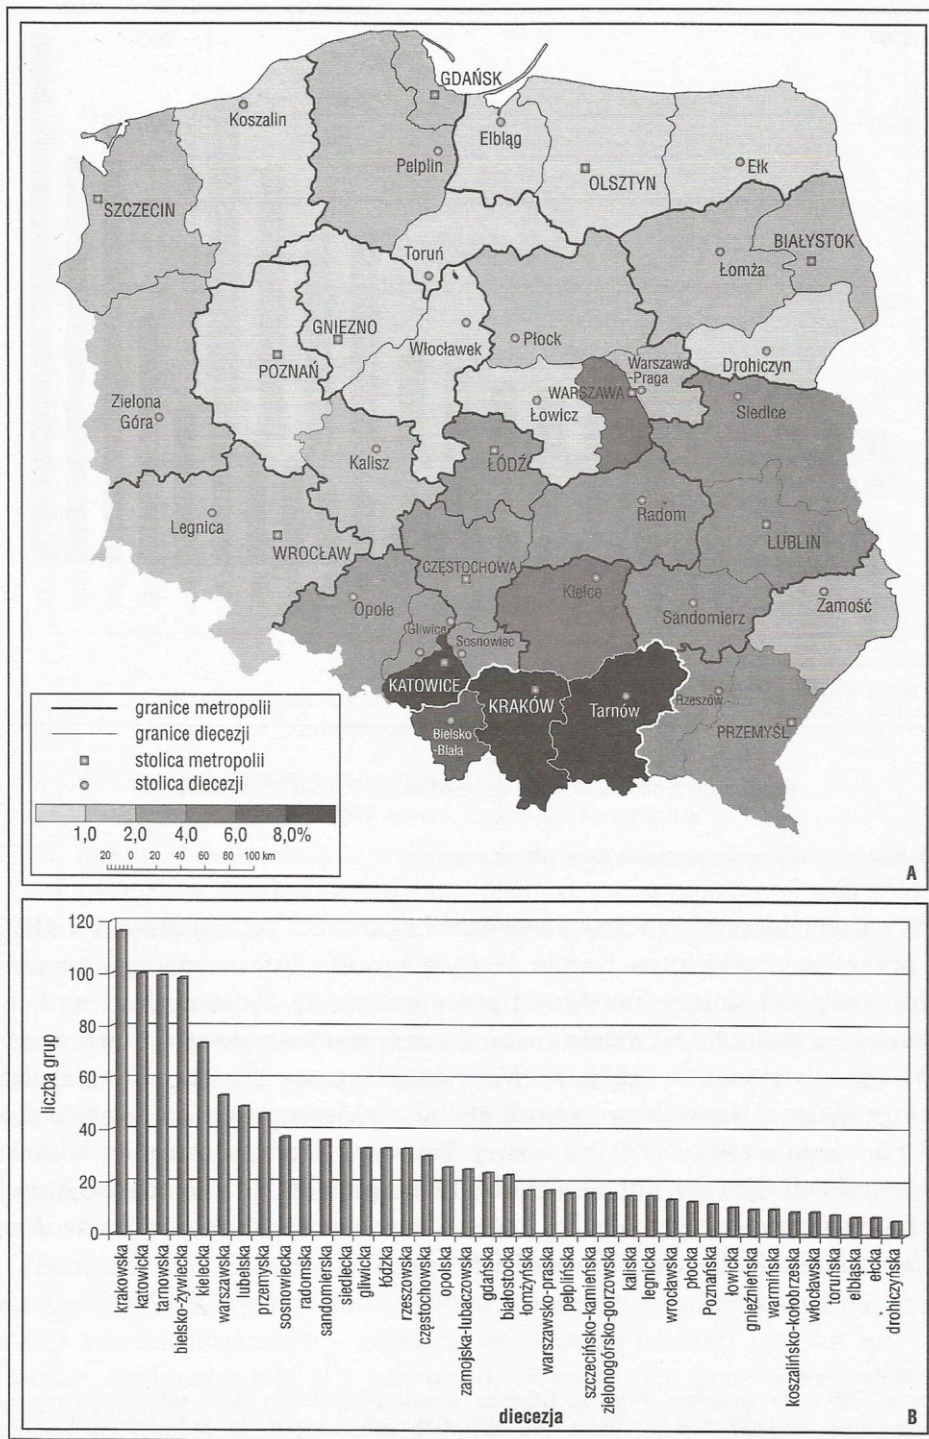 GDAŃSK
Koszalin
Elbląg
Pelplin
OLSZTYN
Ełk
SZCZECIN
BIAŁYSTOK
Toruń
Łomża
GNIEZNO
Włocławek
Płock
POZNAŃ
Drohiczyn
Warszawa
-Praga
WARSZAWA
Zielona
Góra
Łowicz
Siedlce
Kalisz
ŁÓDŹ
Radom
Legnica
LUBLIN
WROCŁAW
CZĘSTOCHOWA
Kielce
Opole
Sandomierz
Zamość
Gliwice
Sosnowiec
KATOWICE
KRAKÓW
Tarnów
Rzeszów
PRZEMYŚL
Bielsko
-Biała
granice metropolii
granice diecezji
stolica metropolii
stolica diecezji
1,0 2,0 4,0 6,0 8,0%
20 0 20 40 60 80 100 km
A
120
100
80
60
40
20
0
liczba grup
krakowska
katowicka
tarnowska
bielsko-żywiecka
kielecka
warszawska
lubelska
przemyska
sosnowiecka
radomska
sandomierska
siedlecka
gliwicka
łódzka
rzeszowska
częstochowska
opolska
zamojska-lubaczowska
gdańska
białostocka
łomżyńska
warszawsko-praska
pelplińska
szczecińsko-kamieńska
zielonogórsko-gorzowska
kaliska
legnicka
wrocławska
płocka
Poznańska
łowicka
gnieźnieńska
warmińska
koszalińsko-kołobrzeska
włocławska
toruńska
elbląska
ełcka
drohiczyńska
diecezja
B